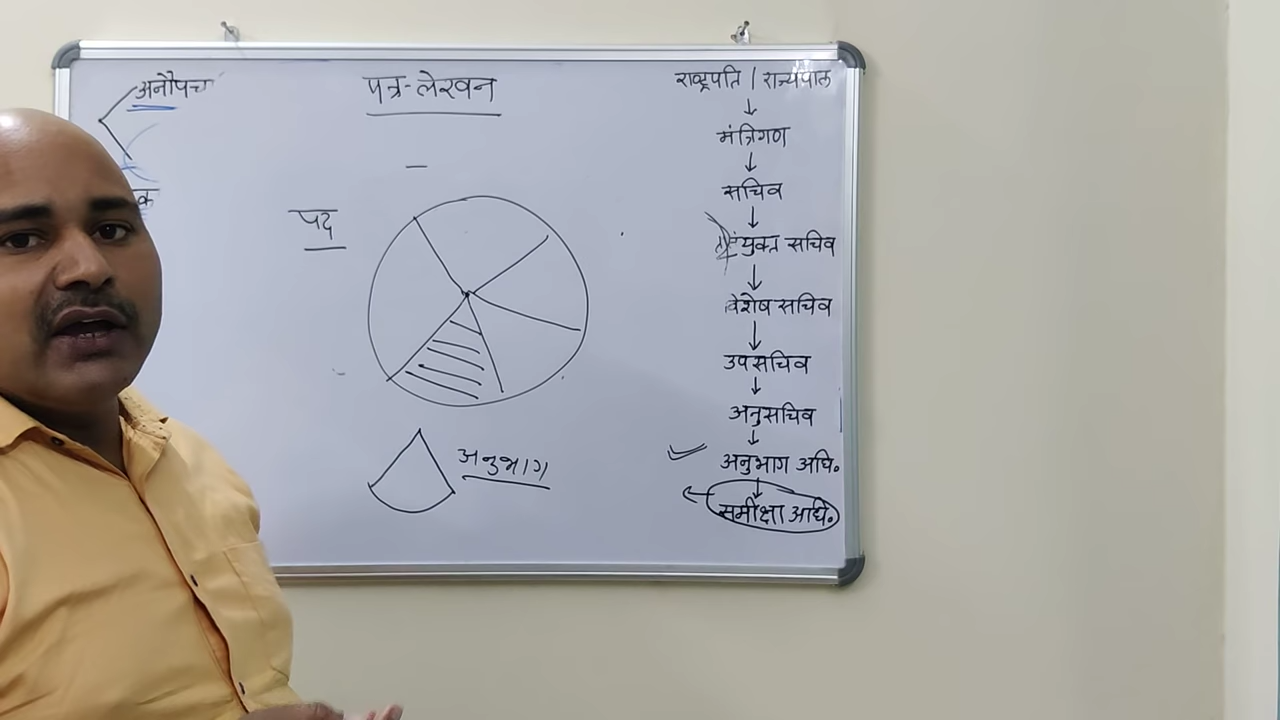 अनौपचा
पत्र-लेखन
पद
अनुभाग
राष्ट्रपति / राज्यपाल
मंत्रिगण
सचिव
संयुक्त सचिव
विशेष सचिव
उपसचिव
अनुसचिव
अनुभाग अधि॰
समीक्षा अधि॰